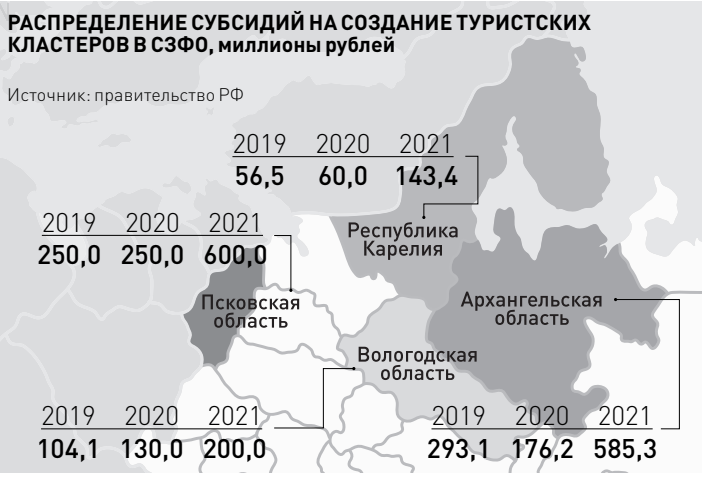 РАСПРЕДЕЛЕНИЕ СУБСИДИЙ НА СОЗДАНИЕ ТУРИСТСКИХ
КЛАСТЕРОВ В СЗФО, миллионы рублей
Источник: правительство РФ
2019 2020 2021
56,5 60,0 143,4
Республика
Карелия
2019 2020 2021
250,0 250,0 600,0
Псковская
область
Архангельская
область
Вологодская
область
2019 2020 2021
104,1 130,0 200,0
2019 2020 2021
293,1 176,2 585,3